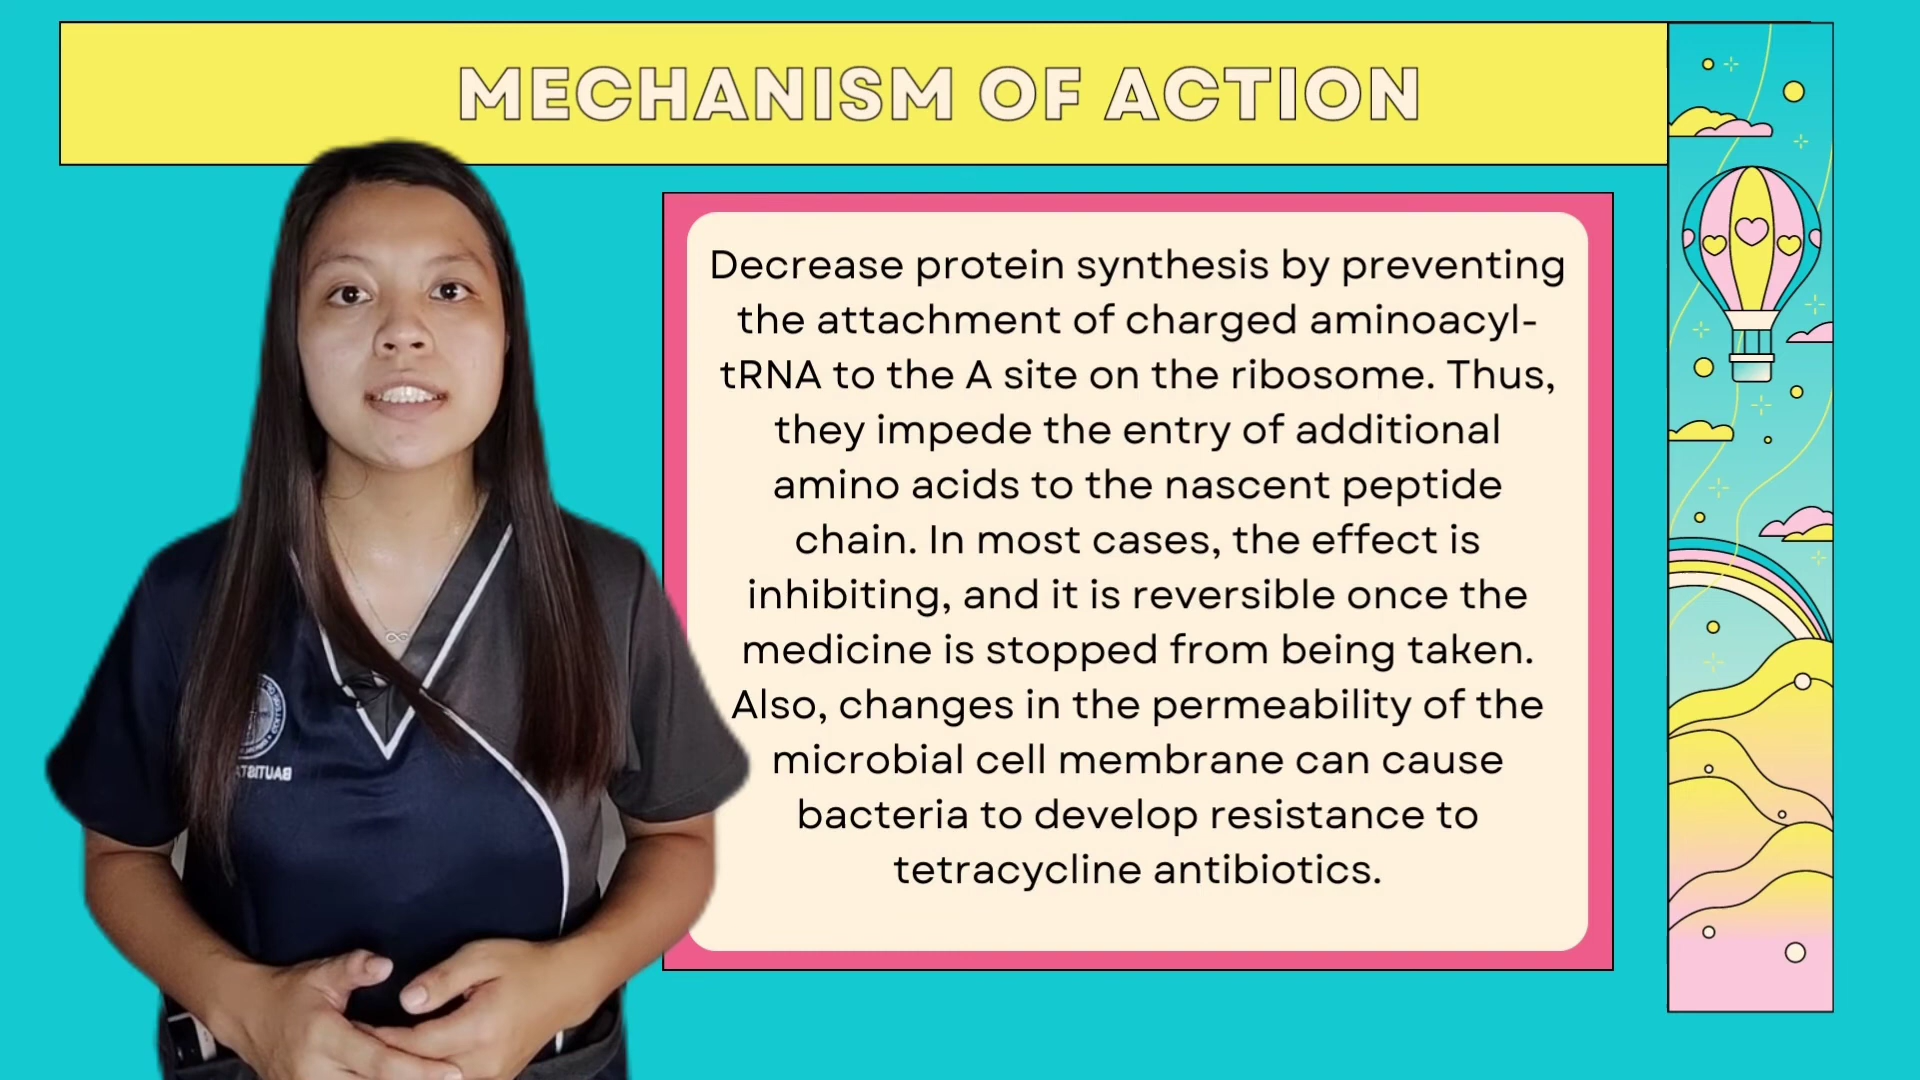 MECHANISM OF ACTION
Decrease protein synthesis by preventing
the attachment of charged aminoacyl-
tRNA to the A site on the ribosome. Thus,
they impede the entry of additional
amino acids to the nascent peptide
chain. In most cases, the effect is
inhibiting, and it is reversible once the
medicine is stopped from being taken.
Also, changes in the permeability of the
microbial cell membrane can cause
bacteria to develop resistance to
tetracycline antibiotics.
BAUTISTA